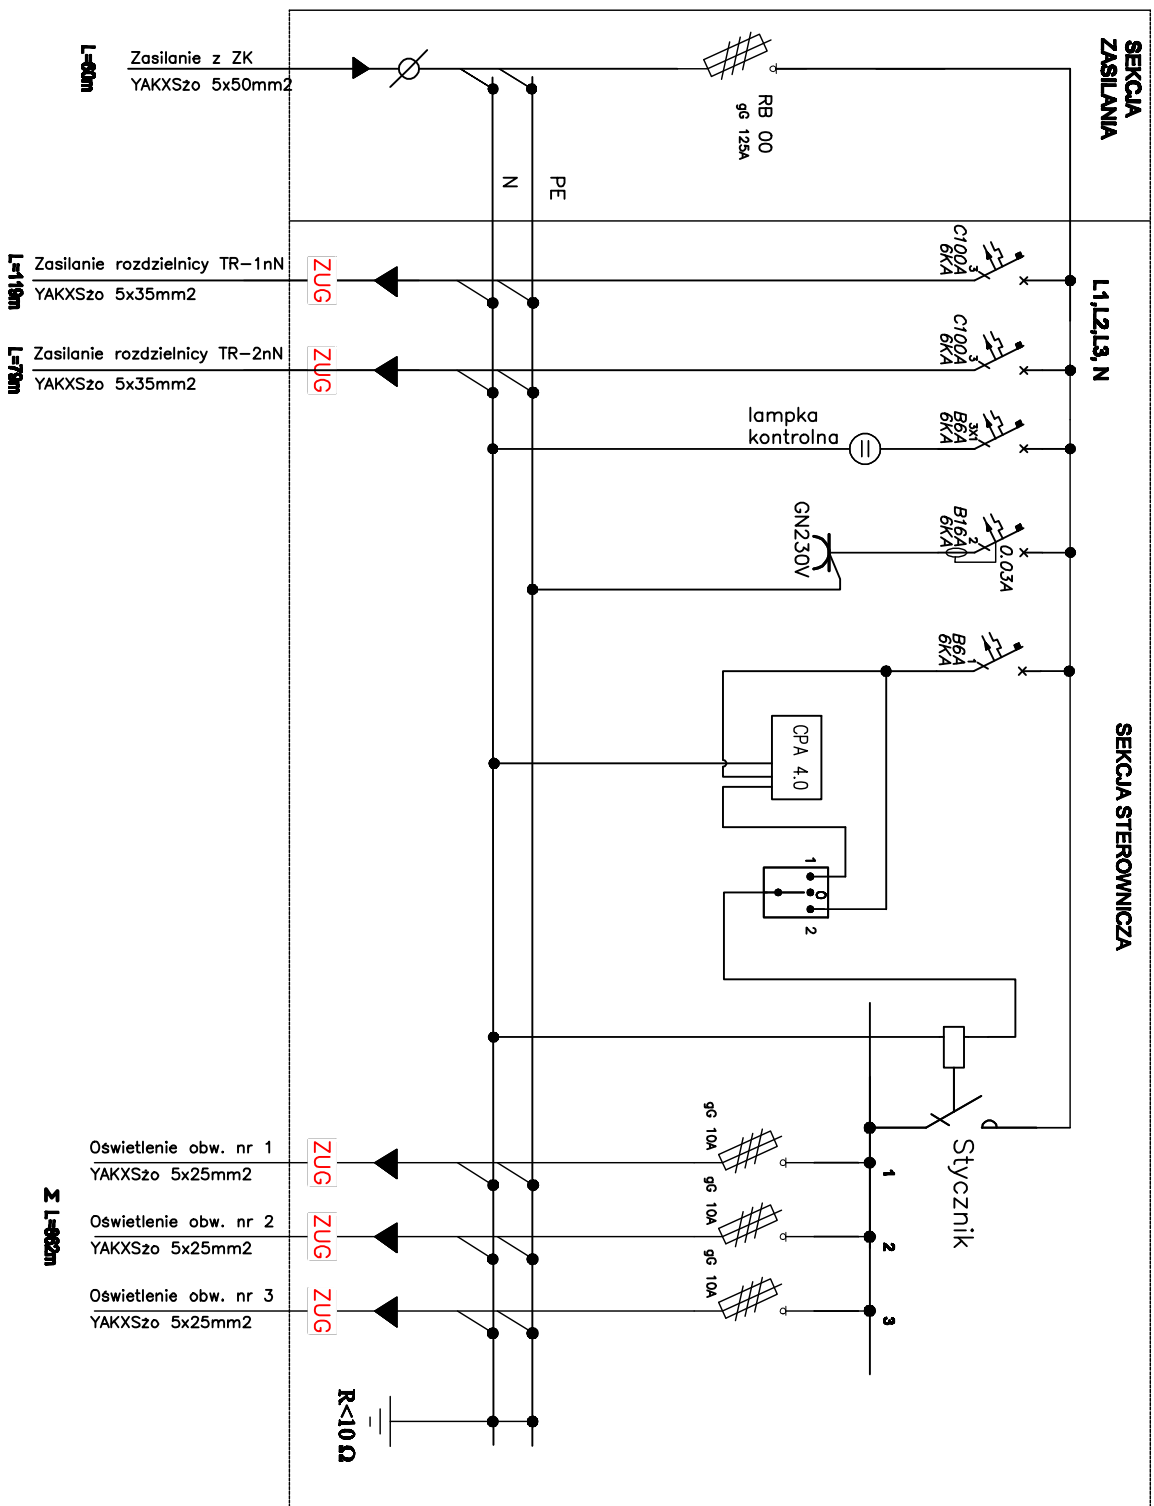 SEKCJA
ZASILANIA
Zasilanie z ZK
YAKXSżo 5x50mm2
L=60m
RB 00
gG 125A
N
PE
L1,L2,L3, N
SEKCJA STEROWNICZA
Zasilanie rozdzielnicy TR-1nN
YAKXSżo 5x35mm2
L=119m
ZUG
C100A
6KA
3
Zasilanie rozdzielnicy TR-2nN
YAKXSżo 5x35mm2
L=79m
ZUG
C100A
6KA
3
lampka
kontrolna
B6A
6KA
3X1
GN230V
B16A
6KA
2
0.03A
B6A
6KA
1
CPA 4.0
1
0
2
Stycznik
Oświetlenie obw. nr 1
YAKXSżo 5x25mm2
ZUG
gG 10A
1
Oświetlenie obw. nr 2
YAKXSżo 5x25mm2
ZUG
gG 10A
2
Oświetlenie obw. nr 3
YAKXSżo 5x25mm2
ZUG
gG 10A
3
R<10 Ω